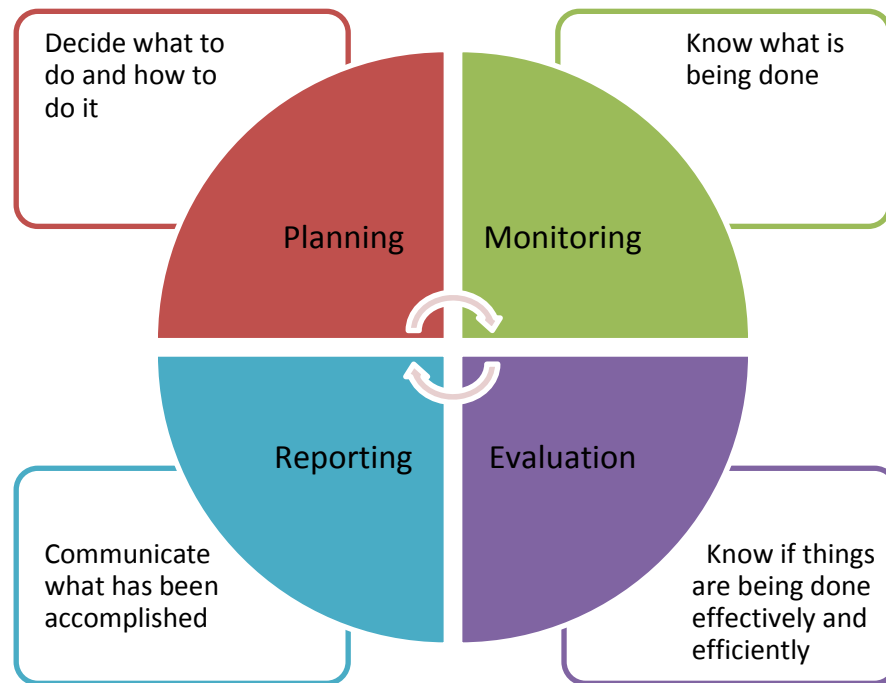 Decide what to
do and how to
do it
Know what is
being done
Planning
Monitoring
Reporting
Evaluation
Communicate
what has been
accomplished
Know if things
are being done
effectively and
efficiently